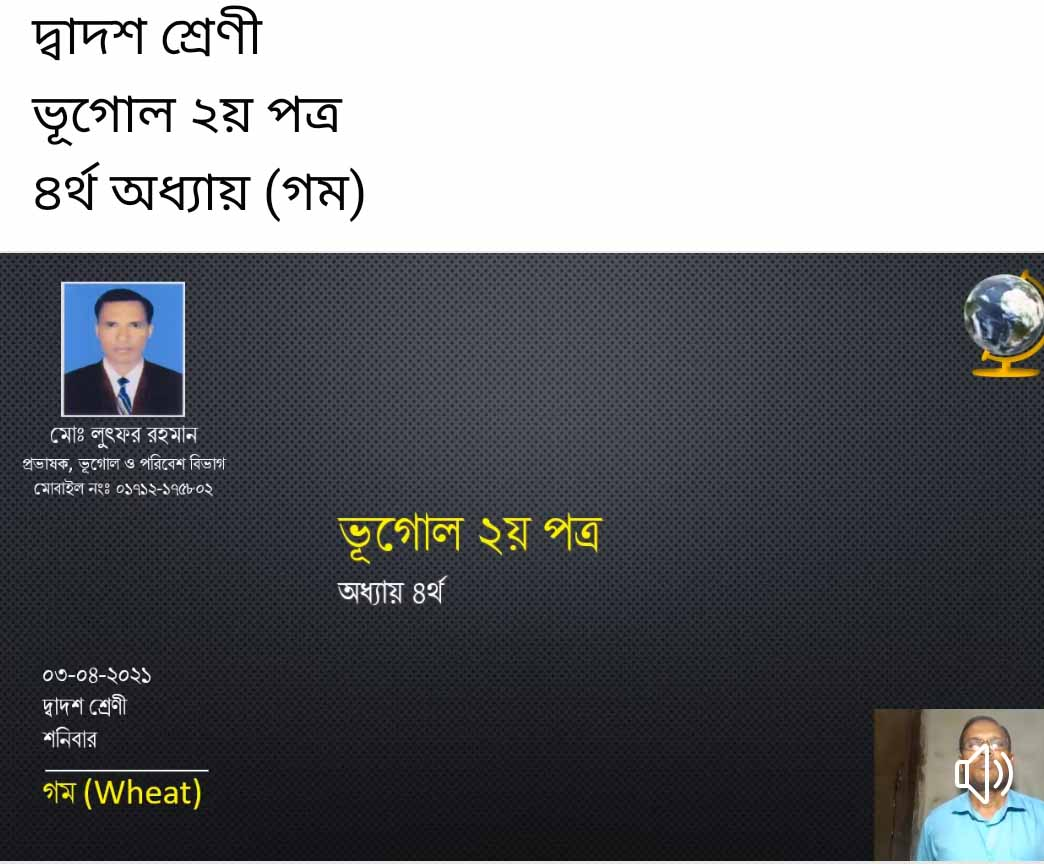 দ্বাদশ শ্রেণী
ভূগোল ২য় পত্র
৪র্থ অধ্যায় (গম)
মোঃ লুৎফর রহমান
প্রভাষক, ভূগোল ও পরিবেশ বিভাগ
মোবাইল নংঃ ০১৭১২-১৭৫৮০২
ভূগোল ২য় পত্র
অধ্যায় ৪র্থ
০৩-০৪-২০২১
দ্বাদশ শ্রেণী
শনিবার
গম (Wheat)